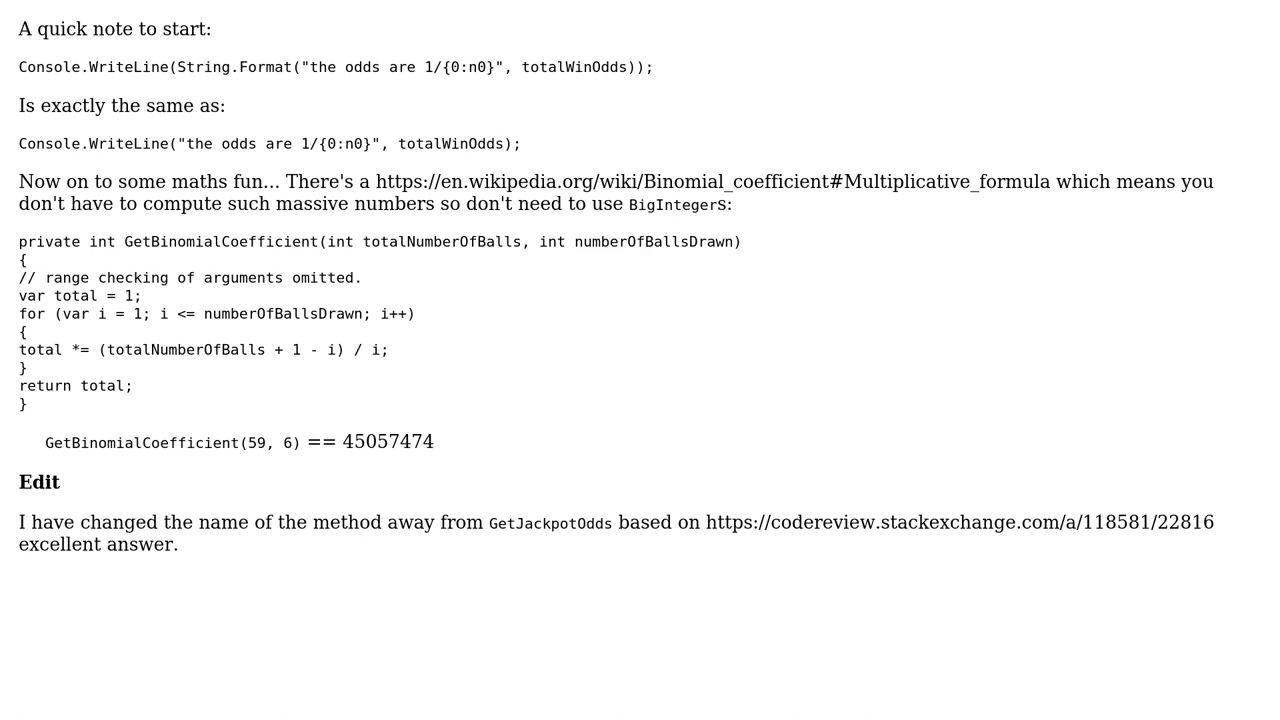 A quick note to start:
Console.WriteLine(String.Format("the odds are 1/{0:n0}", totalWinOdds));
Is exactly the same as:
Console.WriteLine("the odds are 1/{0:n0}", totalWinOdds);
Now on to some maths fun... There's a https://en.wikipedia.org/wiki/Binomial_coefficient#Multiplicative_formula which means you
don't have to compute such massive numbers so don't need to use BigIntegerS:
private int GetBinomialCoefficient(int totalNumberOfBalls, int numberOfBallsDrawn)
{
// range checking of arguments omitted.
var total = 1;
for (var i = 1; i <= numberOfBallsDrawn; i++)
{
total *= (totalNumberOfBalls + 1 - i) / i;
}
return total;
}
GetBinomialCoefficient(59, 6) == 45057474
Edit
I have changed the name of the method away from GetJackpotOdds based on https://codereview.stackexchange.com/a/118581/22816
excellent answer.